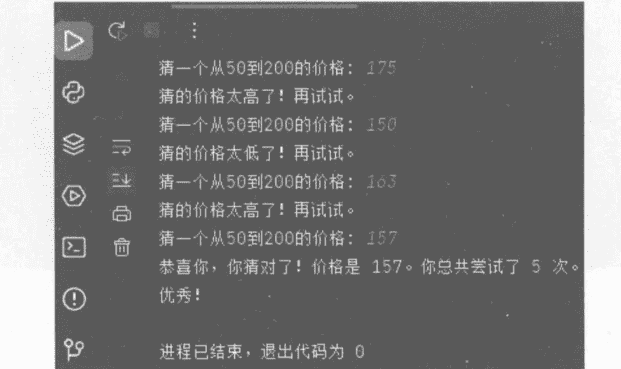 猜一个从50到200的价格: 175
猜的价格太高了! 再试试。
猜一个从50到200的价格: 150
猜的价格太低了! 再试试。
猜一个从50到200的价格: 163
猜的价格太高了! 再试试。
猜一个从50到200的价格: 157
恭喜你, 你猜对了! 价格是 157。你总共尝试了 5 次。
优秀!
进程已结束, 退出代码为 0